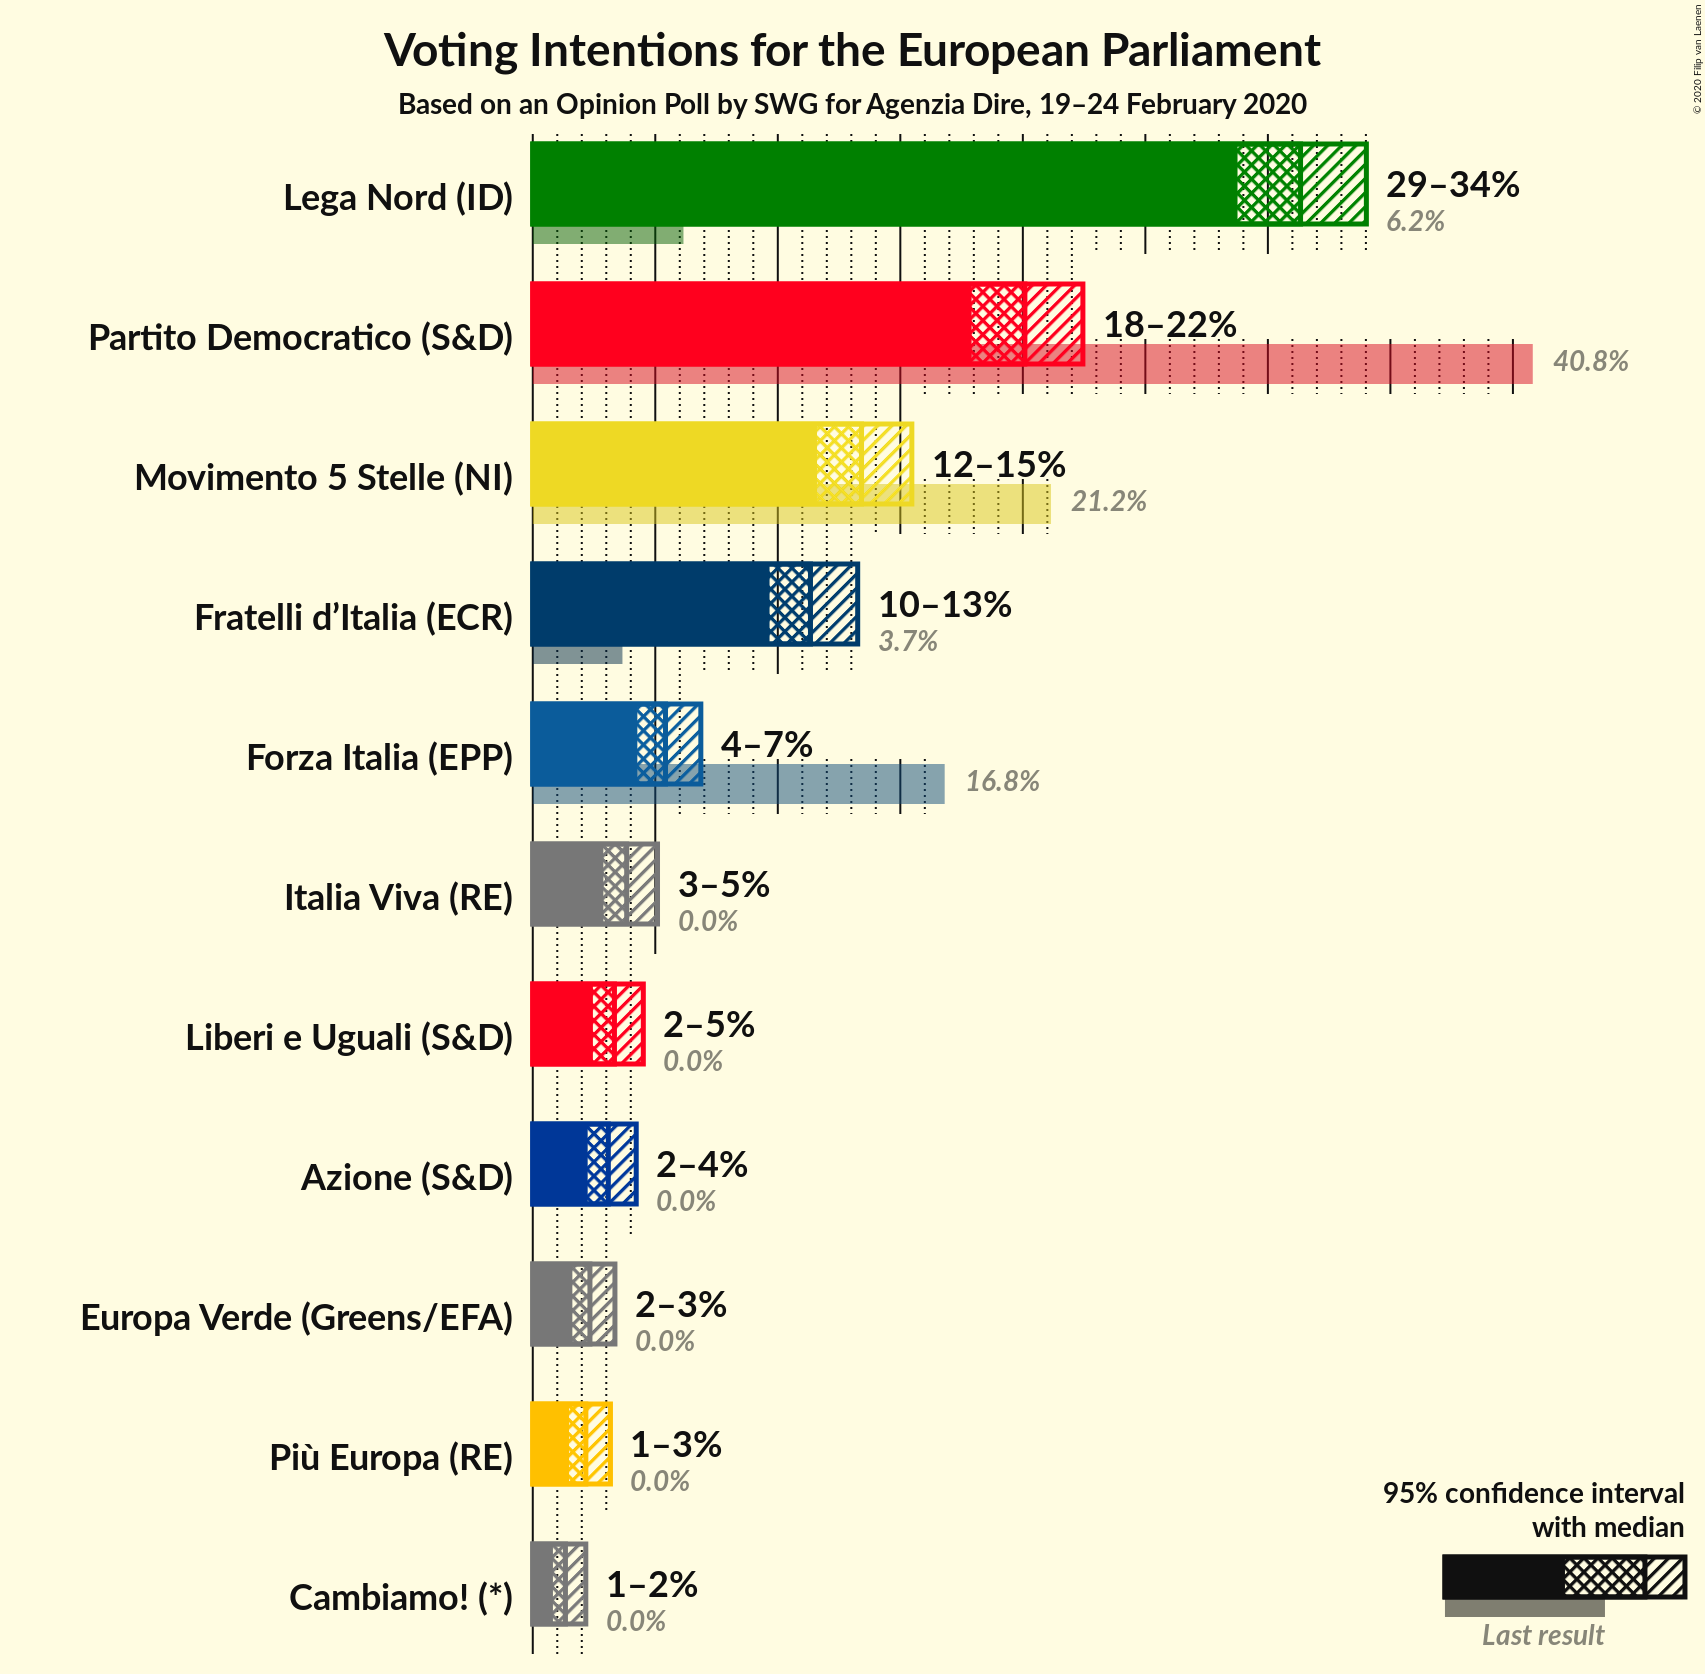 © 2020 Filip van Laenen
Voting Intentions for the European Parliament
Based on an Opinion Poll by SWG for Agenzia Dire, 19–24 February 2020
Lega Nord (ID)
29–34%
6.2%
Partito Democratico (S&D)
18–22%
40.8%
Movimento 5 Stelle (NI)
12–15%
21.2%
Fratelli d’Italia (ECR)
10–13%
3.7%
Forza Italia (EPP)
4–7%
16.8%
Italia Viva (RE)
3–5%
0.0%
Liberi e Uguali (S&D)
2–5%
0.0%
Azione (S&D)
2–4%
0.0%
Europa Verde (Greens/EFA)
2–3%
0.0%
Più Europa (RE)
1–3%
0.0%
Cambiamo! (*)
1–2%
0.0%
95% confidence interval
with median
Last result